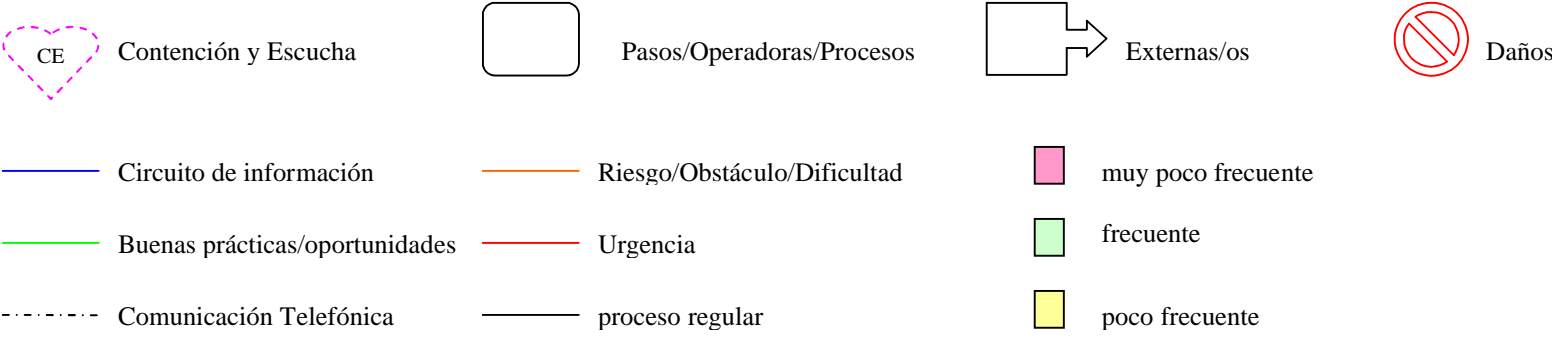 CE Contención y Escucha Pasos/Operadoras/Procesos Externas/os Daños
Circuito de información Riesgo/Obstáculo/Dificultad muy poco frecuente
Buenas prácticas/oportunidades Urgencia frecuente
Comunicación Telefónica proceso regular poco frecuente